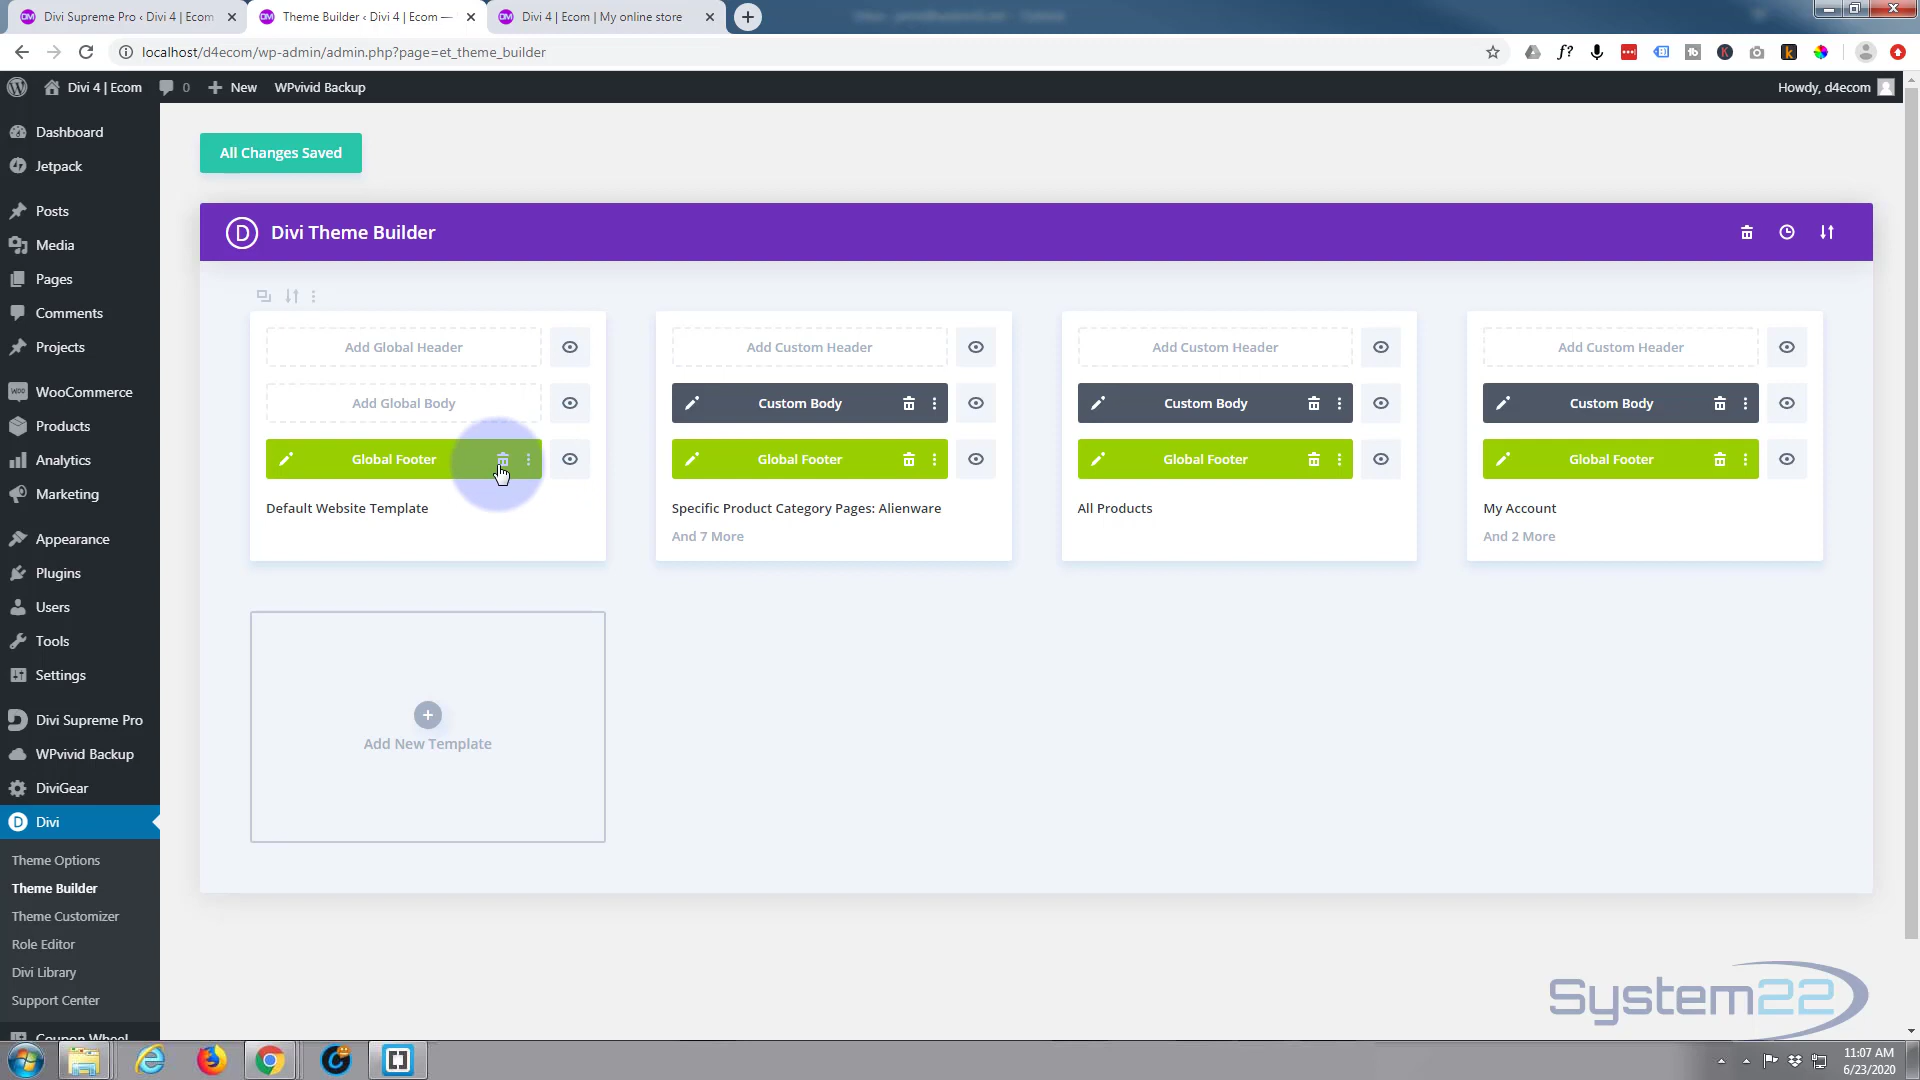 Divi Supreme Pro ‹ Divi 4 | Ecom
Theme Builder ‹ Divi 4 | Ecom —
Divi 4 | Ecom | My online store
localhost/d4ecom/wp-admin/admin.php?page=et_theme_builder
Divi 4 | Ecom
0
New
WPvivid Backup
Howdy, d4ecom
Dashboard
Jetpack
Posts
Media
Pages
Comments
Projects
WooCommerce
Products
Analytics
Marketing
Appearance
Plugins
Users
Tools
Settings
Divi Supreme Pro
WPvivid Backup
DiviGear
Divi
Theme Options
Theme Builder
Theme Customizer
Role Editor
Divi Library
Support Center
Coupon Wheel
All Changes Saved
Divi Theme Builder
Add Global Header
Add Global Body
Global Footer
Default Website Template
Add Custom Header
Custom Body
Global Footer
Specific Product Category Pages: Alienware
And 7 More
Add Custom Header
Custom Body
Global Footer
All Products
Add Custom Header
Custom Body
Global Footer
My Account
And 2 More
Add New Template
System22
11:07 AM
6/23/2020